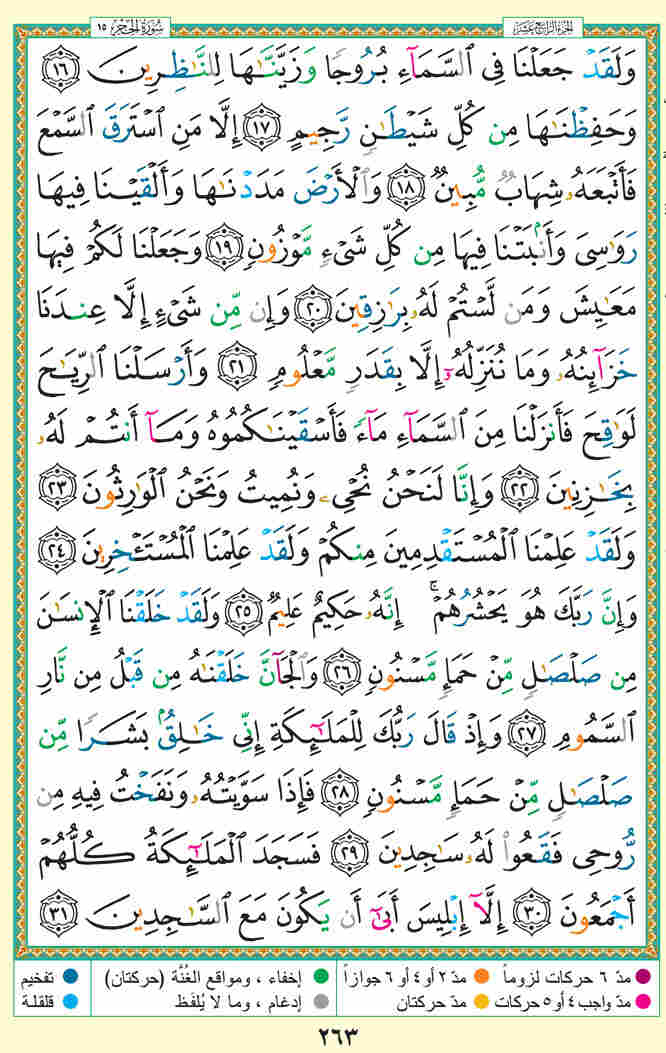 الجزء الرابع عشر
سورة الحجر ١٥
وَلَقَدْ جَعَلْنَا فِى ٱلسَّمَآءِ بُرُوجًا وَزَيَّنَّٰهَا لِلنَّٰظِرِينَ ١٦
وَحَفِظْنَٰهَا مِن كُلِّ شَيْطَٰنٍ رَّجِيمٍ ١٧ إِلَّا مَنِ ٱسْتَرَقَ ٱلسَّمْعَ
فَأَتْبَعَهُۥ شِهَابٌ مُّبِينٌ ١٨ وَٱلْأَرْضَ مَدَدْنَٰهَا وَأَلْقَيْنَا فِيهَا
رَوَٰسِىَ وَأَنۢبَتْنَا فِيهَا مِن كُلِّ شَىْءٍ مَّوْزُونٍ ١٩ وَجَعَلْنَا لَكُمْ فِيهَا
مَعَٰيِشَ وَمَن لَّسْتُمْ لَهُۥ بِرَٰزِقِينَ ٢٠ وَإِن مِّن شَىْءٍ إِلَّا عِندَنَا
خَزَآئِنُهُۥ وَمَا نُنَزِّلُهُۥٓ إِلَّا بِقَدَرٍ مَّعْلُومٍ ٢١ وَأَرْسَلْنَا ٱلرِّيَٰحَ
لَوَٰقِحَ فَأَنزَلْنَا مِنَ ٱلسَّمَآءِ مَآءً فَأَسْقَيْنَٰكُمُوهُ وَمَآ أَنتُمْ لَهُۥ
بِخَٰزِنِينَ ٢٢ وَإِنَّا لَنَحْنُ نُحْىِۦ وَنُمِيتُ وَنَحْنُ ٱلْوَٰرِثُونَ ٢٣
وَلَقَدْ عَلِمْنَا ٱلْمُسْتَقْدِمِينَ مِنكُمْ وَلَقَدْ عَلِمْنَا ٱلْمُسْتَـْٔخِرِينَ ٢٤
وَإِنَّ رَبَّكَ هُوَ يَحْشُرُهُمْ ۚ إِنَّهُۥ حَكِيمٌ عَلِيمٌ ٢٥ وَلَقَدْ خَلَقْنَا ٱلْإِنسَٰنَ
مِن صَلْصَٰلٍ مِّنْ حَمَإٍ مَّسْنُونٍ ٢٦ وَٱلْجَآنَّ خَلَقْنَٰهُ مِن قَبْلُ مِن نَّارِ
ٱلسَّمُومِ ٢٧ وَإِذْ قَالَ رَبُّكَ لِلْمَلَٰٓئِكَةِ إِنِّى خَٰلِقٌۢ بَشَرًا مِّن
صَلْصَٰلٍ مِّنْ حَمَإٍ مَّسْنُونٍ ٢٨ فَإِذَا سَوَّيْتُهُۥ وَنَفَخْتُ فِيهِ مِن
رُّوحِى فَقَعُوا۟ لَهُۥ سَٰجِدِينَ ٢٩ فَسَجَدَ ٱلْمَلَٰٓئِكَةُ كُلُّهُمْ
أَجْمَعُونَ ٣٠ إِلَّآ إِبْلِيسَ أَبَىٰٓ أَن يَكُونَ مَعَ ٱلسَّٰجِدِينَ ٣١
مدّ ٦ حركات لزوماً مدّ ٢ أو ٤ أو ٦ جوازاً إخفاء ، ومواقع الغُنَّة (حركتان) تفخيم
مدّ واجب ٤ أو ٥ حركات مدّ حركتان إدغام ، وما لا يُلفَظ قلقلة
٢٦٣